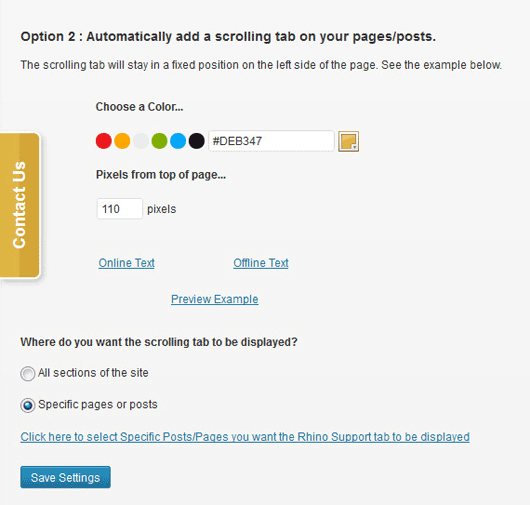 Option 2 : Automatically add a scrolling tab on your pages/posts.
The scrolling tab will stay in a fixed position on the left side of the page. See the example below.
Choose a Color...
#DEB347
Pixels from top of page...
110 pixels
Contact Us
Online Text Offline Text
Preview Example
Where do you want the scrolling tab to be displayed?
All sections of the site
Specific pages or posts
Click here to select Specific Posts/Pages you want the Rhino Support tab to be displayed
Save Settings